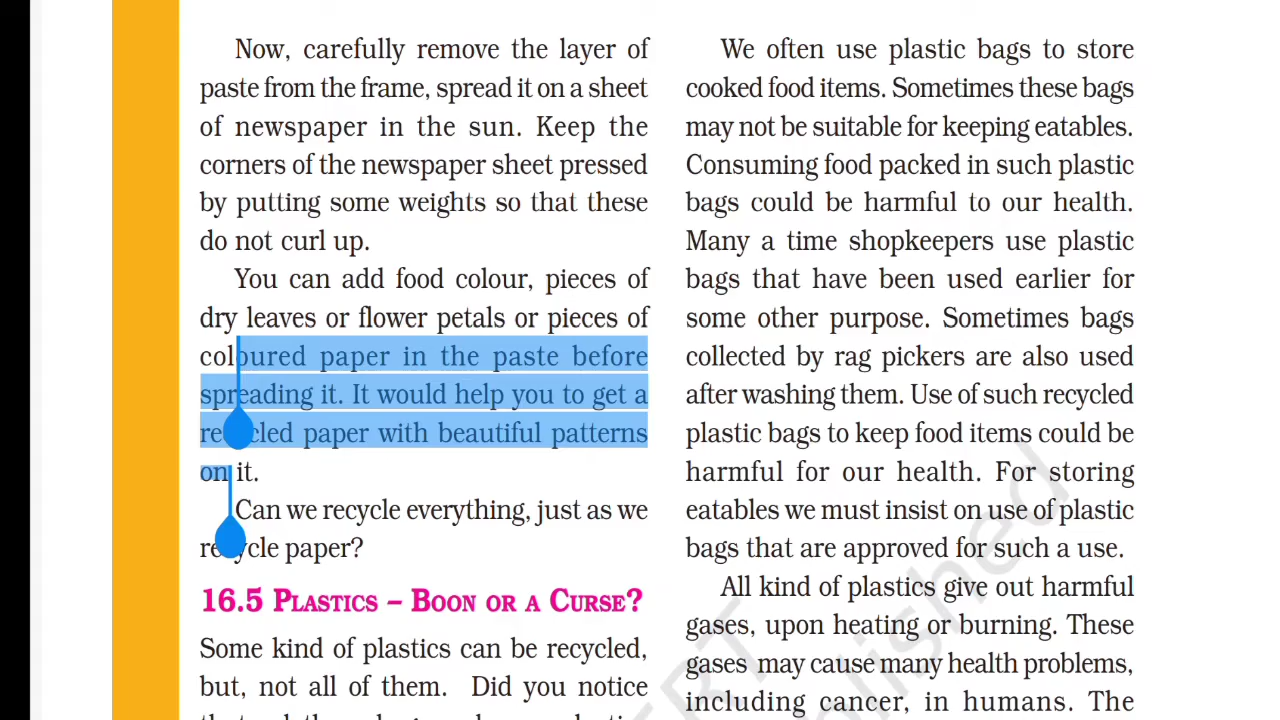 Now, carefully remove the layer of
paste from the frame, spread it on a sheet
of newspaper in the sun. Keep the
corners of the newspaper sheet pressed
by putting some weights so that these
do not curl up.
You can add food colour, pieces of
dry leaves or flower petals or pieces of
coloured paper in the paste before
spreading it. It would help you to get a
recycled paper with beautiful patterns
on it.
Can we recycle everything, just as we
recycle paper?
16.5 PLASTICS – BOON OR A CURSE?
Some kind of plastics can be recycled,
but, not all of them. Did you notice
We often use plastic bags to store
cooked food items. Sometimes these bags
may not be suitable for keeping eatables.
Consuming food packed in such plastic
bags could be harmful to our health.
Many a time shopkeepers use plastic
bags that have been used earlier for
some other purpose. Sometimes bags
collected by rag pickers are also used
after washing them. Use of such recycled
plastic bags to keep food items could be
harmful for our health. For storing
eatables we must insist on use of plastic
bags that are approved for such a use.
All kind of plastics give out harmful
gases, upon heating or burning. These
gases may cause many health problems,
including cancer, in humans. The